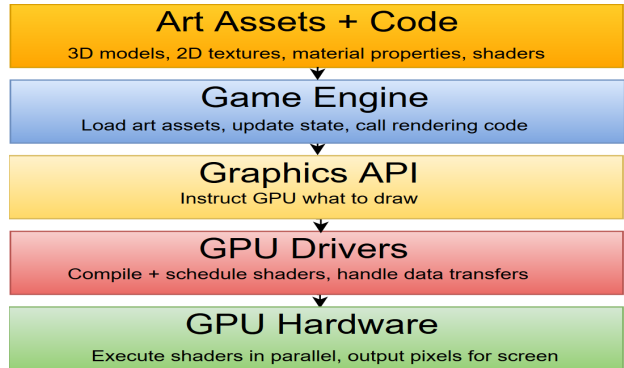 Art Assets + Code
3D models, 2D textures, material properties, shaders
Game Engine
Load art assets, update state, call rendering code
Graphics API
Instruct GPU what to draw
GPU Drivers
Compile + schedule shaders, handle data transfers
GPU Hardware
Execute shaders in parallel, output pixels for screen